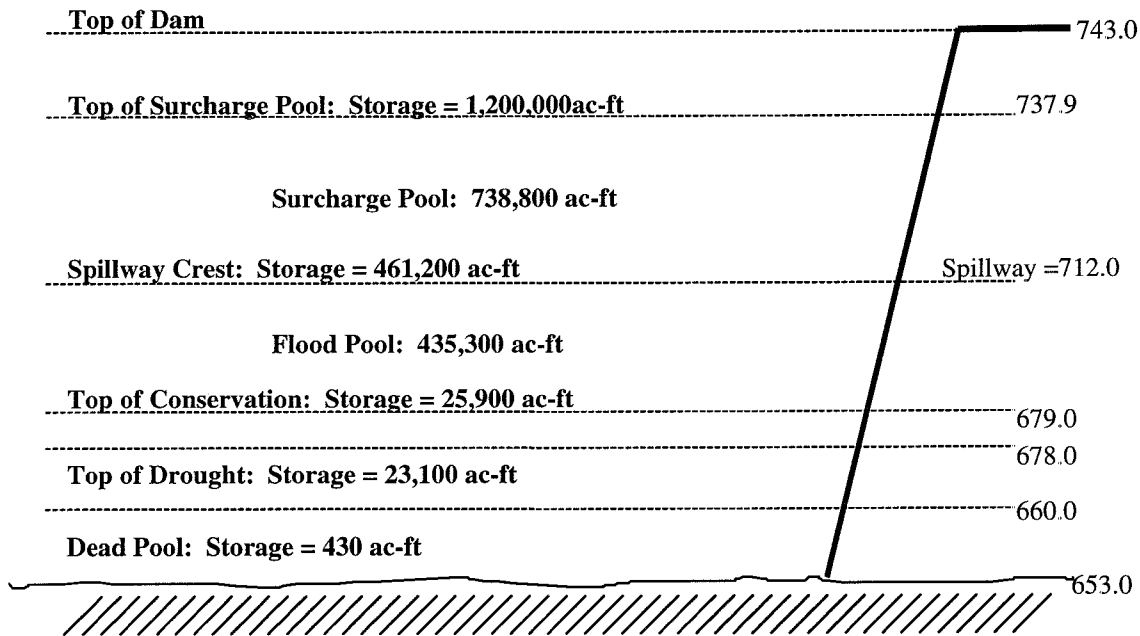 Top of Dam 743.0
Top of Surcharge Pool: Storage = 1,200,000ac-ft 737.9
Surcharge Pool: 738,800 ac-ft
Spillway Crest: Storage = 461,200 ac-ft Spillway =712.0
Flood Pool: 435,300 ac-ft
Top of Conservation: Storage = 25,900 ac-ft 679.0
678.0
Top of Drought: Storage = 23,100 ac-ft
660.0
Dead Pool: Storage = 430 ac-ft
653.0